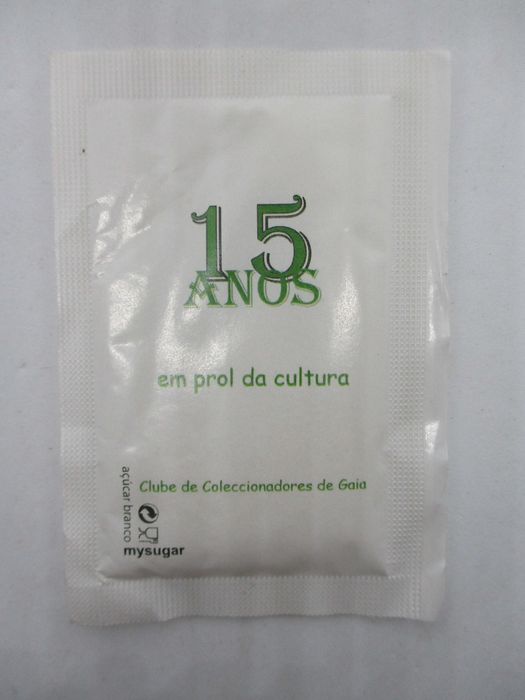 15
ANOS
em prol da cultura
Clube de Coleccionadores de Gaia
açúcar branco
mysugar